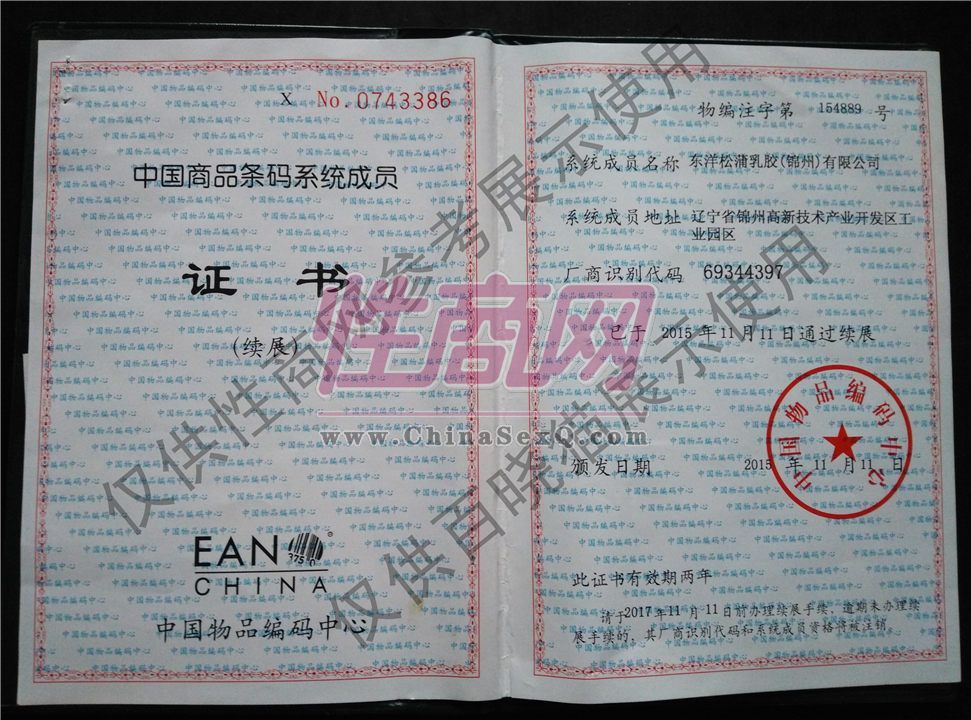 X No.0743386
中国商品条码系统成员
证书
(续展)
EAN
CHINA
中国物品编码中心
物编注字第 154889 号
系统成员名称 东洋松蒲乳胶(锦州)有限公司
系统成员地址 辽宁省锦州高新技术产业开发区工
业园区
厂商识别代码 69344397
已于 2015 年 11 月 11 日通过续展
中国物品编码中心
颁发日期 2015 年 11 月 11 日
此证书有效期两年
请于2017年11月11日前办理续展手续,逾期未办理续
展手续的,其厂商识别代码和系统成员资格将被注销
性商网
www.ChinaSexQ.com
仅供性商网参考展示使用
仅供百晓猫展示使用